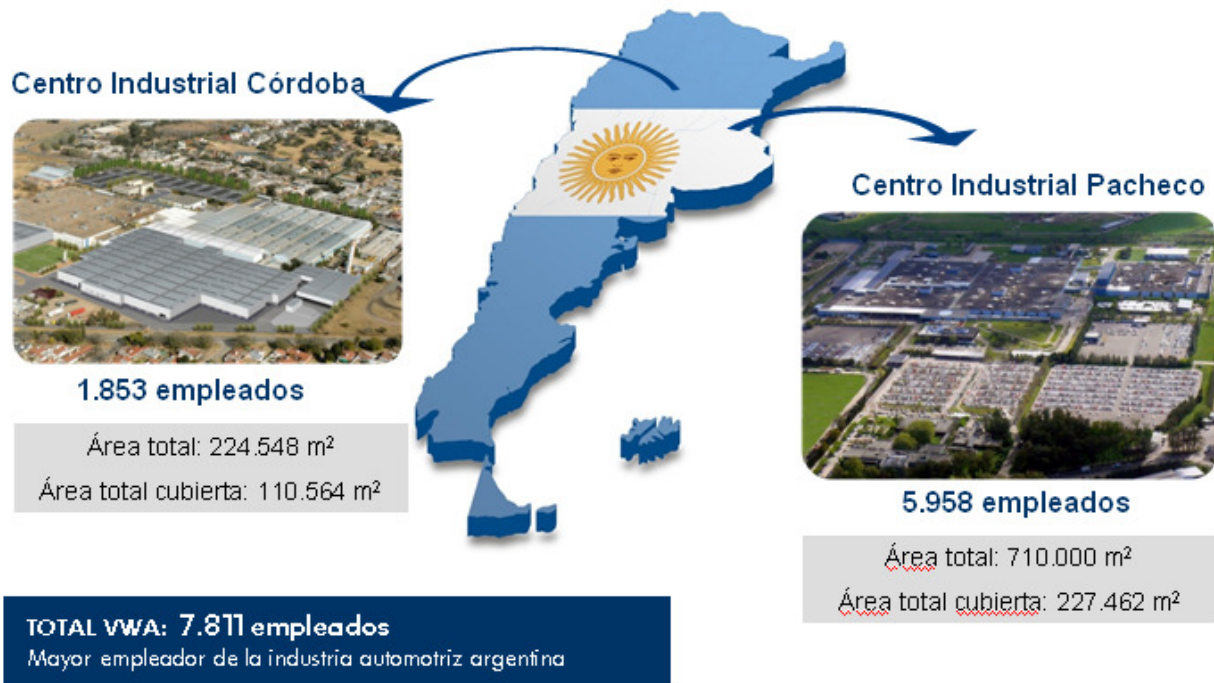 Centro Industrial Córdoba
1.853 empleados
Área total: 224.548 m²
Área total cubierta: 110.564 m²
Centro Industrial Pacheco
5.958 empleados
Área total: 710.000 m²
Área total cubierta: 227.462 m²
TOTAL VWA: 7.811 empleados
Mayor empleador de la industria automotriz argentina